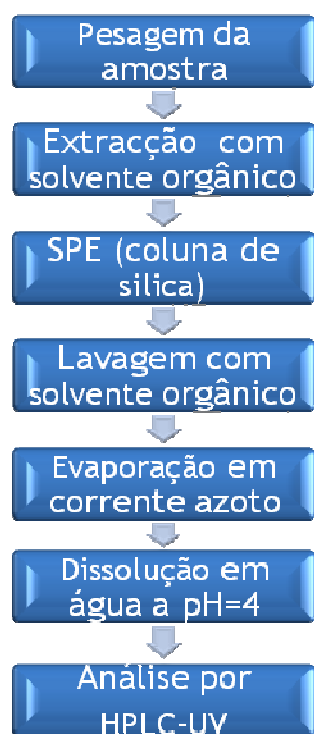 Pesagem da
amostra
Extracção com
solvente orgânico
SPE (coluna de
silica)
Lavagem com
solvente orgânico
Evaporação em
corrente azoto
Dissolução em
água a pH=4
Análise por
HPLC-UV